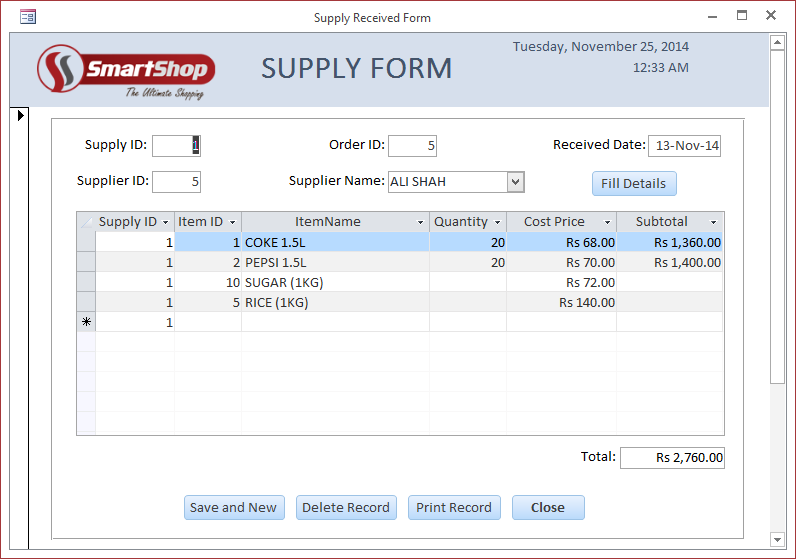 Supply Received Form
SmartShop
The Ultimate Shopping
SUPPLY FORM
Tuesday, November 25, 2014
12:33 AM
Supply ID: 1 Order ID: 5 Received Date: 13-Nov-14
Supplier ID: 5 Supplier Name: ALI SHAH Fill Details
Supply ID Item ID ItemName Quantity Cost Price Subtotal
1 1 COKE 1.5L 20 Rs 68.00 Rs 1,360.00
1 2 PEPSI 1.5L 20 Rs 70.00 Rs 1,400.00
1 10 SUGAR (1KG) Rs 72.00
1 5 RICE (1KG) Rs 140.00
* 1
Total: Rs 2,760.00
Save and New Delete Record Print Record Close